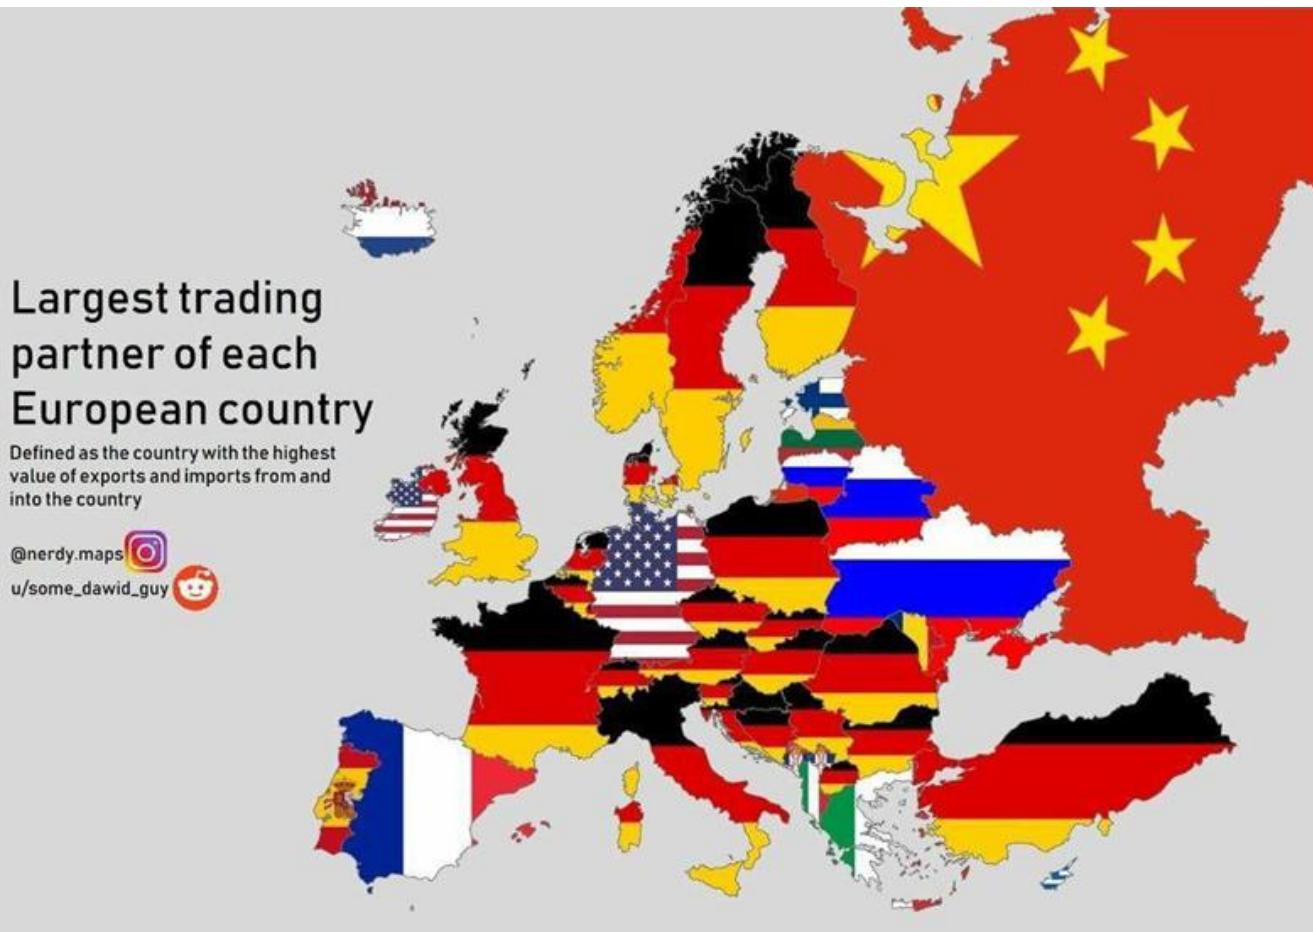 Largest trading
partner of each
European country
Defined as the country with the highest
value of exports and imports from and
into the country
@nerdy.maps
u/some_dawid_guy